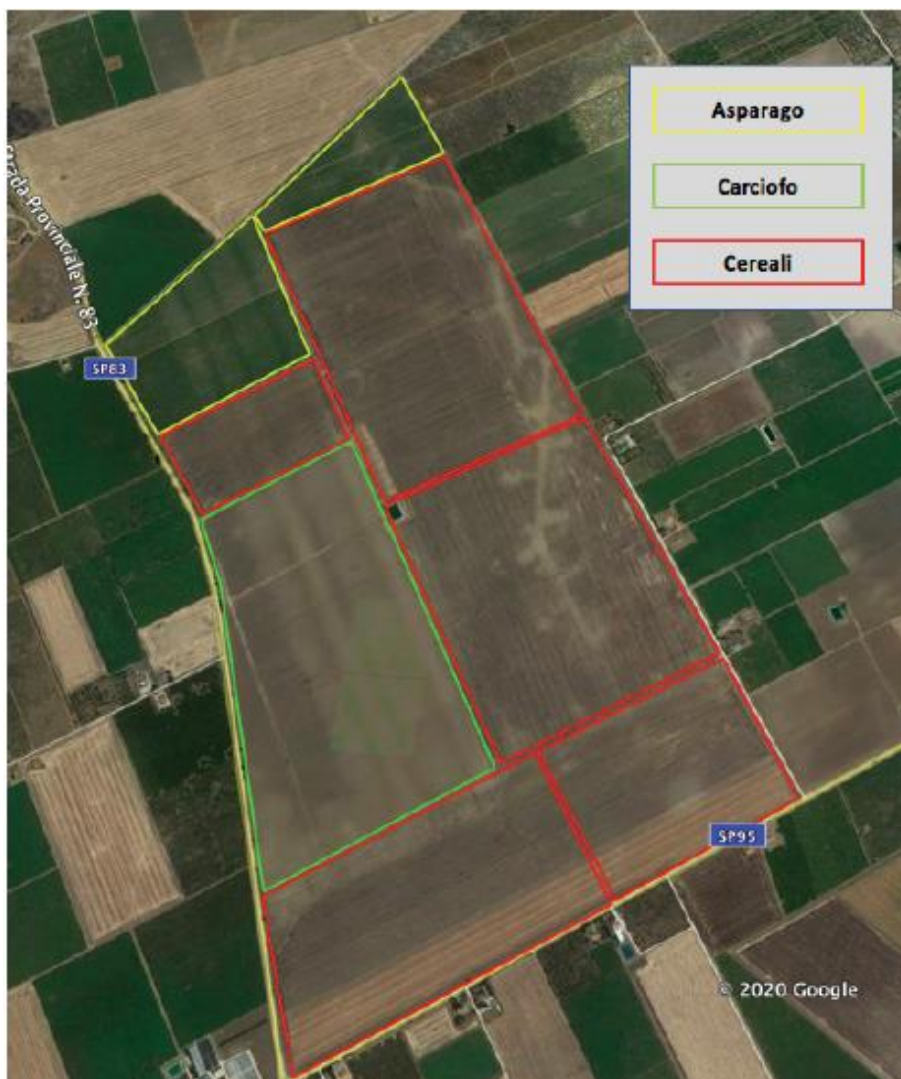 Asparago
Carciofo
Cereali
Strada Provinciale N. 83
SP83
SP95
© 2020 Google